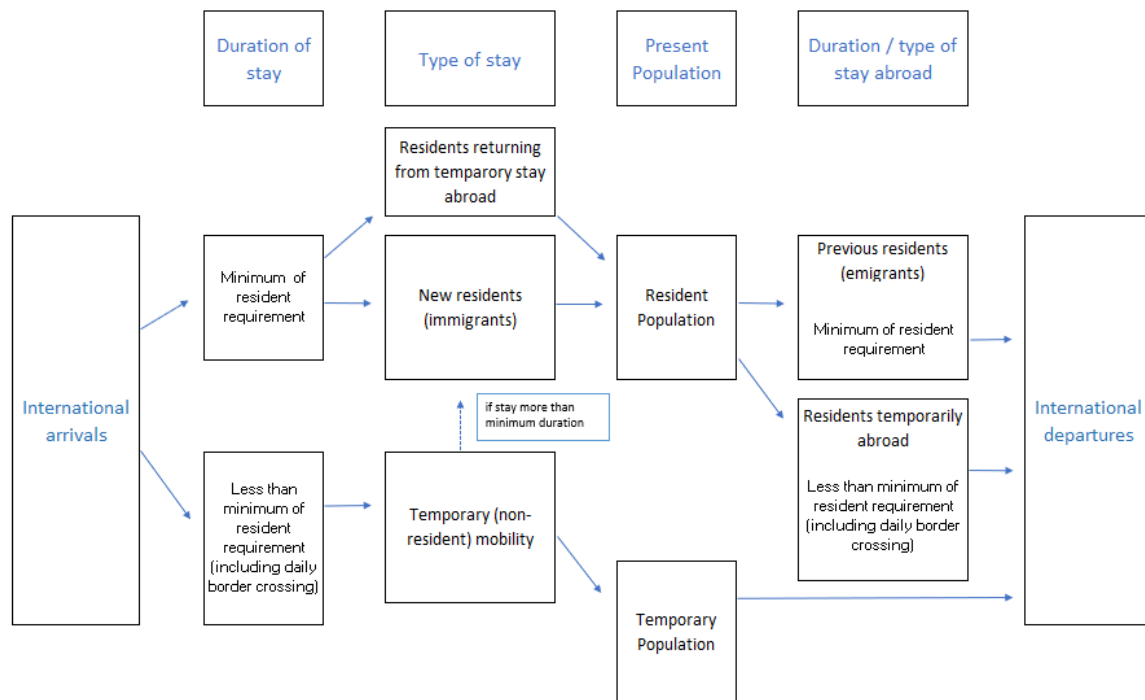 Duration of
stay
Type of stay
Present
Population
Duration / type of
stay abroad
Residents returning
from temparory stay
abroad
International
arrivals
Minimum of
resident
requirement
New residents
(immigrants)
Resident
Population
Previous residents
(emigrants)
Minimum of resident
requirement
International
departures
if stay more than
minimum duration
Less than
minimum of
resident
requirement
(including daily
border crossing)
Temporary (non-
resident) mobility
Residents temporarily
abroad
Less than minimum of
resident requirement
(including daily border
crossing)
Temporary
Population